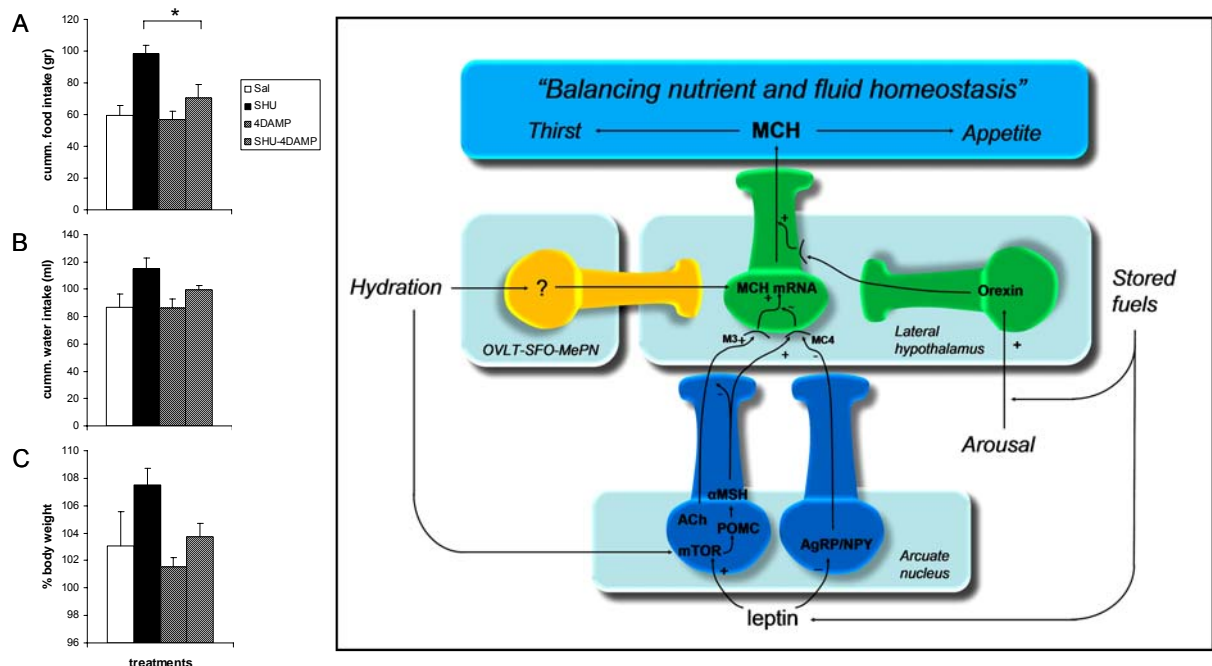 A
cumm. food intake (gr)
120
100
80
60
40
20
0
*
Sal
SHU
4DAMP
SHU-4DAMP
B
cumm. water intake (ml)
140
120
100
80
60
40
20
0
C
% body weight
110
108
106
104
102
100
98
96
treatments
“Balancing nutrient and fluid homeostasis”
Thirst MCH Appetite
Hydration
?
OVLT-SFO-MePN
+
MCH mRNA
+ -
M3+ MC4
+ -
Orexin
Lateral
hypothalamus
+
Stored
fuels
Arousal
-
αMSH
ACh
POMC
mTOR
+
AgRP/NPY
-
Arcuate
nucleus
leptin